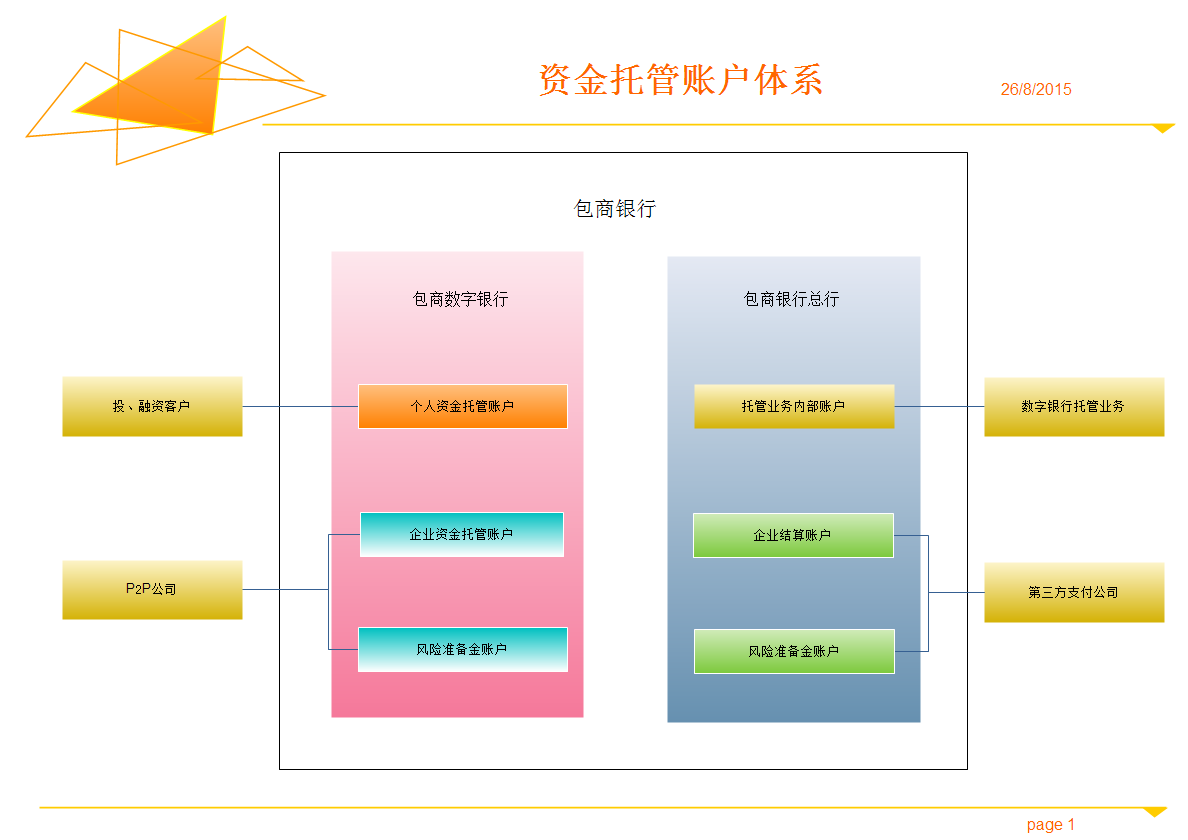 资金托管账户体系
26/8/2015
包商银行
包商数字银行
包商银行总行
投、融资客户
个人资金托管账户
托管业务内部账户
数字银行托管业务
企业资金托管账户
企业结算账户
P2P公司
第三方支付公司
风险准备金账户
风险准备金账户
page 1